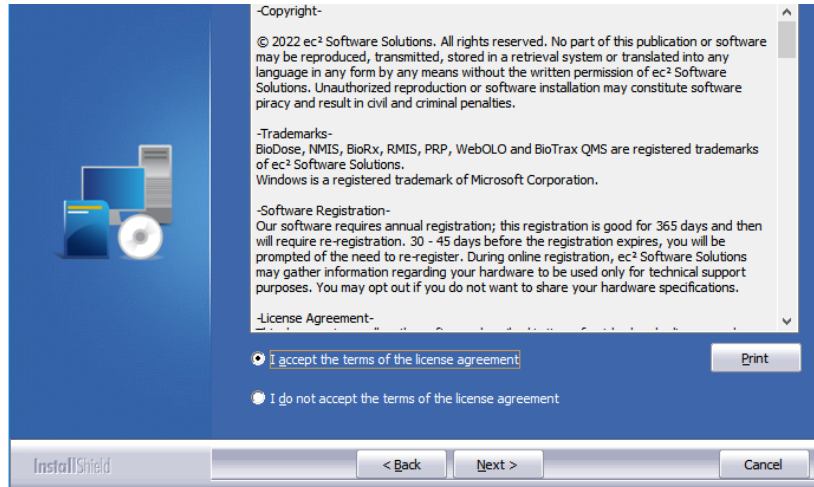 -Copyright-
© 2022 ec² Software Solutions. All rights reserved. No part of this publication or software
may be reproduced, transmitted, stored in a retrieval system or translated into any
language in any form by any means without the written permission of ec² Software
Solutions. Unauthorized reproduction or software installation may constitute software
piracy and result in civil and criminal penalties.
-Trademarks-
BioDose, NMIS, BioRx, RMIS, PRP, WebOLO and BioTrax QMS are registered trademarks
of ec² Software Solutions.
Windows is a registered trademark of Microsoft Corporation.
-Software Registration-
Our software requires annual registration; this registration is good for 365 days and then
will require re-registration. 30 - 45 days before the registration expires, you will be
prompted of the need to re-register. During online registration, ec² Software Solutions
may gather information regarding your hardware to be used only for technical support
purposes. You may opt out if you do not want to share your hardware specifications.
-License Agreement-
I accept the terms of the license agreement
Print
I do not accept the terms of the license agreement
InstallShield
< Back
Next >
Cancel